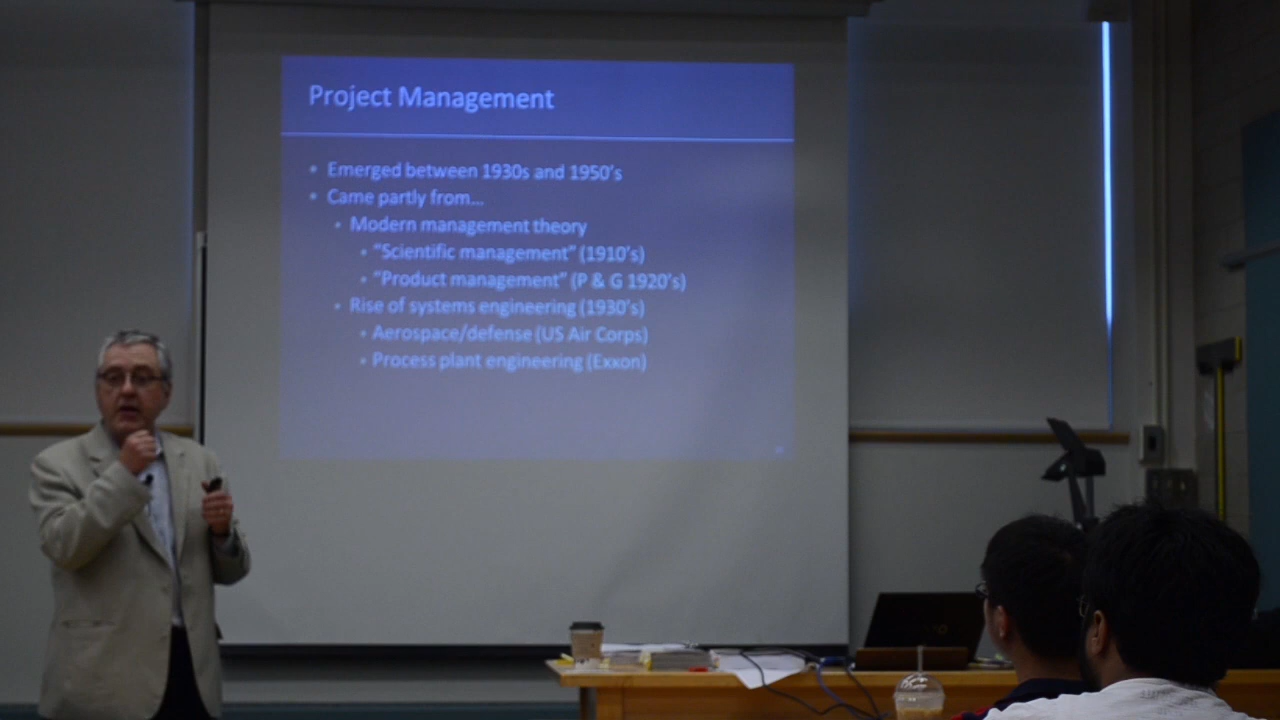 Project Management
• Emerged between 1930s and 1950's
• Came partly from...
• Modern management theory
• "Scientific management" (1910's)
• "Product management" (P & G 1920's)
• Rise of systems engineering (1930's)
• Aerospace/defense (US Air Corps)
• Process plant engineering (Exxon)